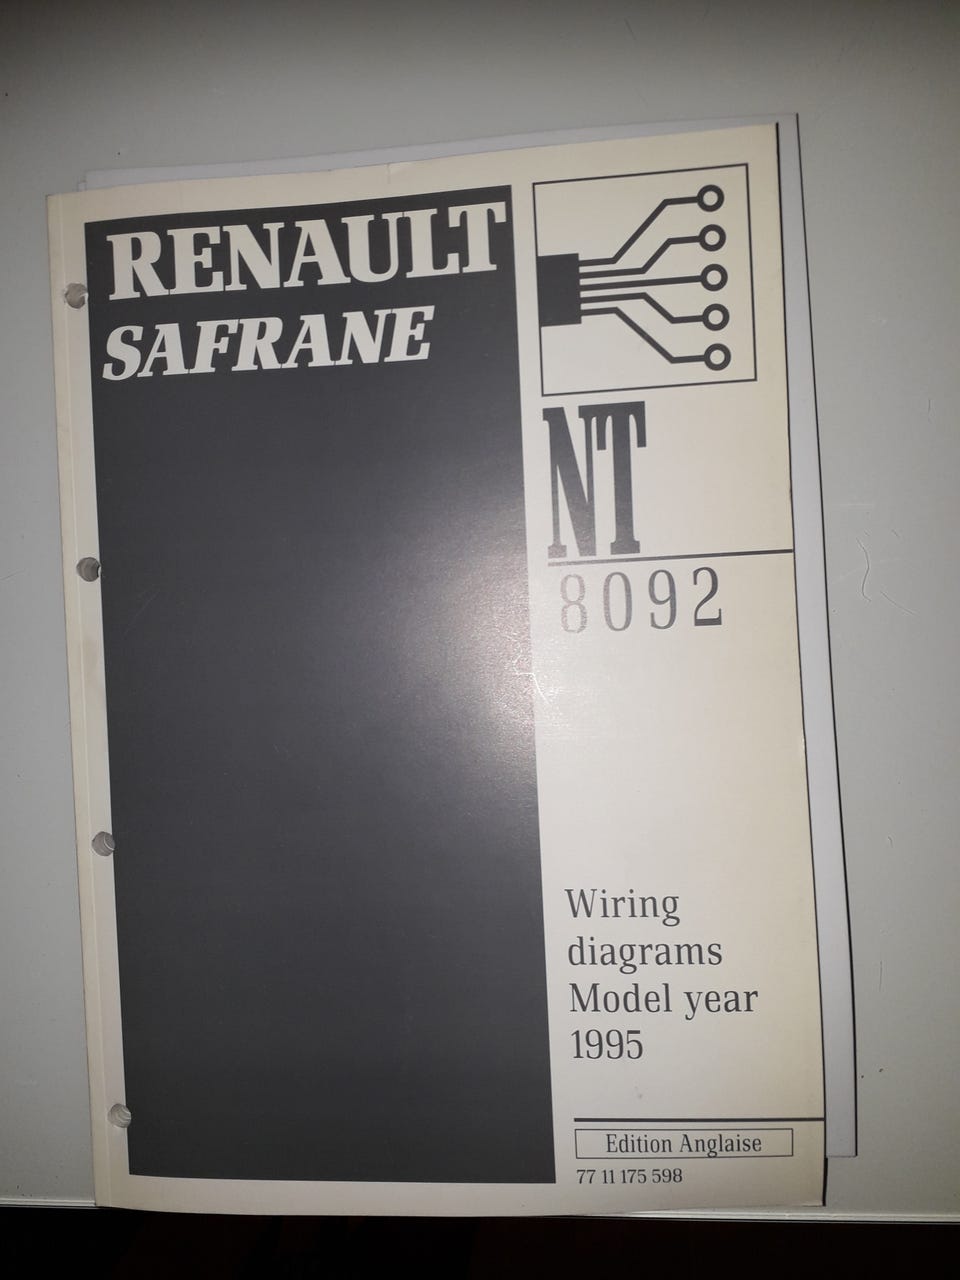 RENAULT
SAFRANE
NT
8092
Wiring
diagrams
Model year
1995
Edition Anglaise
77 11 175 598